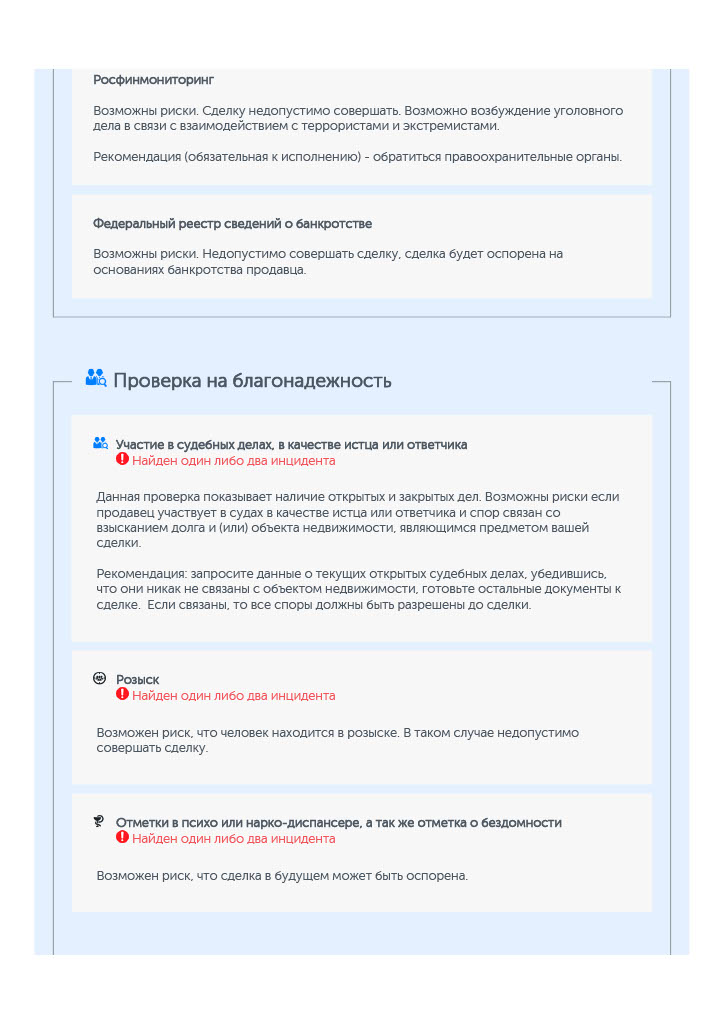 Росфинмониторинг
Возможны риски. Сделку недопустимо совершать. Возможно возбуждение уголовного
дела в связи с взаимодействием с террористами и экстремистами.
Рекомендация (обязательная к исполнению) - обратиться правоохранительные органы.
Федеральный реестр сведений о банкротстве
Возможны риски. Недопустимо совершать сделку, сделка будет оспорена на
основаниях банкротства продавца.
Проверка на благонадежность
Участие в судебных делах, в качестве истца или ответчика
Найден один либо два инцидента
Данная проверка показывает наличие открытых и закрытых дел. Возможны риски если
продавец участвует в судах в качестве истца или ответчика и спор связан со
взысканием долга и (или) объекта недвижимости, являющимся предметом вашей
сделки.
Рекомендация: запросите данные о текущих открытых судебных делах, убедившись,
что они никак не связаны с объектом недвижимости, готовьте остальные документы к
сделке.  Если связаны, то все споры должны быть разрешены до сделки.
Розыск
Найден один либо два инцидента
Возможен риск, что человек находится в розыске. В таком случае недопустимо
совершать сделку.
Отметки в психо или нарко-диспансере, а так же отметка о бездомности
Найден один либо два инцидента
Возможен риск, что сделка в будущем может быть оспорена.